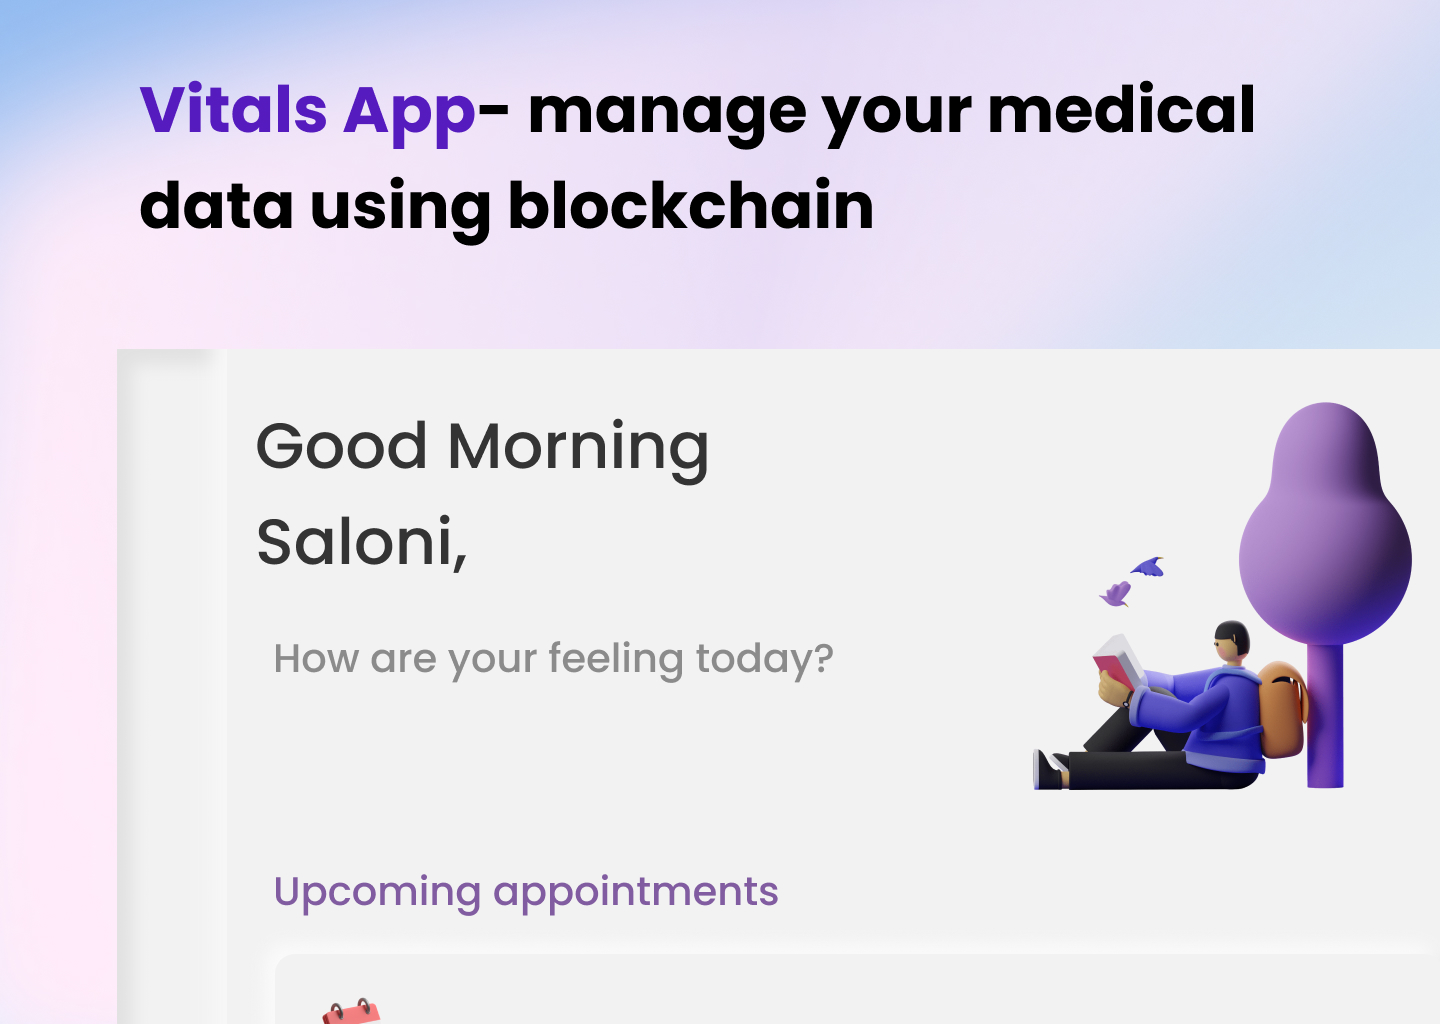 Vitals App- manage your medical
data using blockchain
Good Morning
Saloni,
How are your feeling today?
Upcoming appointments